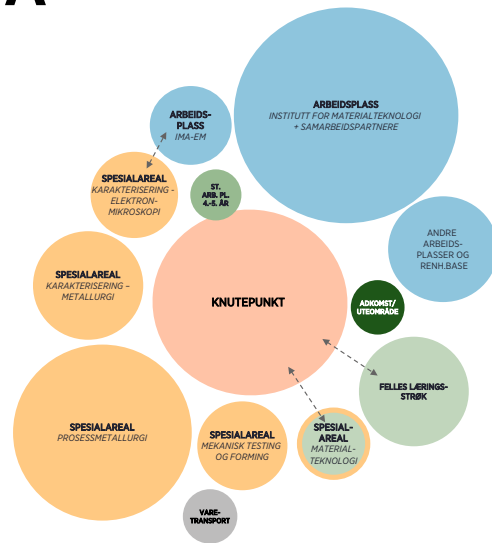 ARBEIDSPLASS
INSTITUTT FOR MATERIALTEKNOLOGI
+ SAMARBEIDSPARTNERE
ARBEIDS-
PLASS
IMA-EM
SPESIALAREAL
KARAKTERISERING -
ELEKTRON-
MIKROSKOPI
ST.
ARB. PL.
4.-5. ÅR
ANDRE
ARBEIDS-
PLASSER OG
RENH.BASE
SPESIALAREAL
KARAKTERISERING –
METALLURGI
KNUTEPUNKT
ADKOMST/
UTEOMRÅDE
FELLES LÆRINGS-
STRØK
SPESIALAREAL
PROSESSMETALLURGI
SPESIALAREAL
MEKANISK TESTING
OG FORMING
SPESIAL-
AREAL
MATERIAL-
TEKNOLOGI
VARE-
TRANSPORT